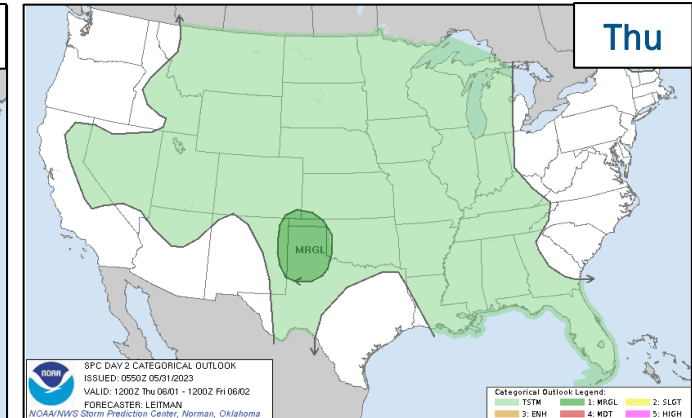 Thu
MRGL
NOAA
SPC DAY 2 CATEGORICAL OUTLOOK
ISSUED: 0550Z 05/31/2023
VALID: 1200Z Thu 06/01 - 1200Z Fri 06/02
FORECASTER: LEITMAN
NOAA/NWS Storm Prediction Center, Norman, Oklahoma
Categorical Outlook Legend:
TSTM 1: MRGL 2: SLGT
3: ENH 4: MDT 5: HIGH